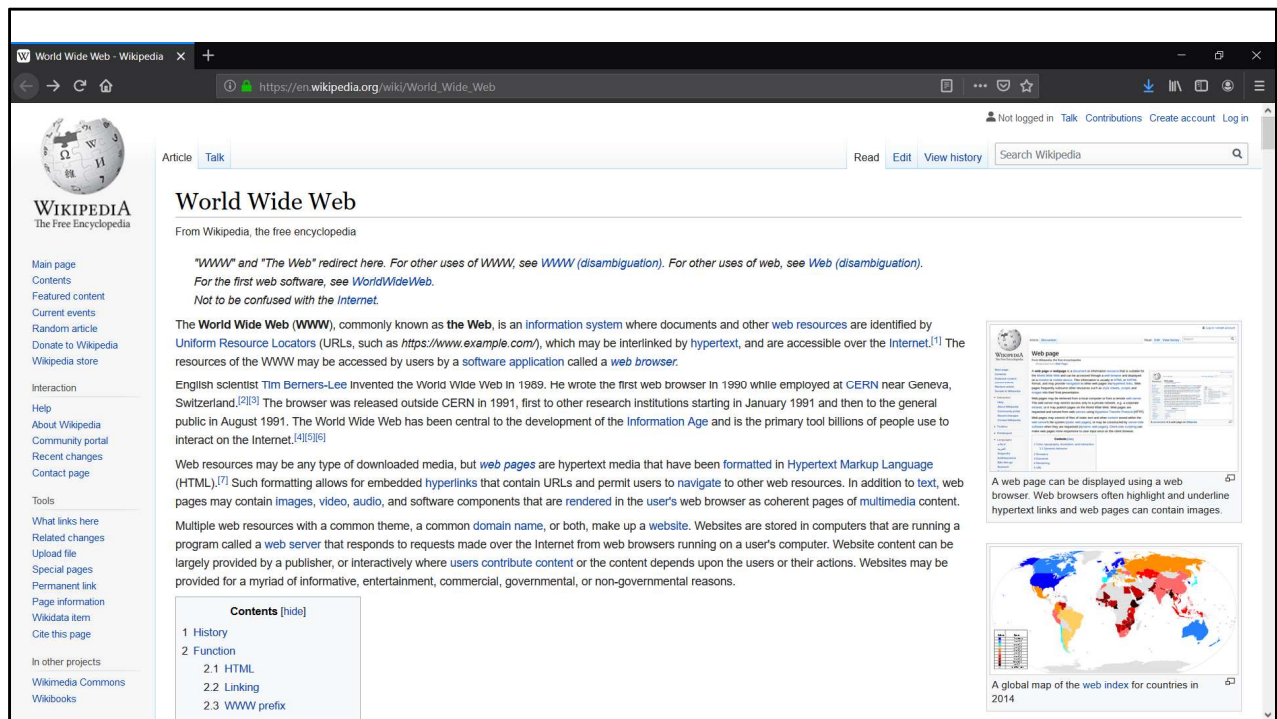 World Wide Web - Wikipedia
https://en.wikipedia.org/wiki/World_Wide_Web
Not logged in Talk Contributions Create account Log in
Article Talk
Read Edit View history
Search Wikipedia
WIKIPEDIA
The Free Encyclopedia
Main page
Contents
Featured content
Current events
Random article
Donate to Wikipedia
Wikipedia store
Interaction
Help
About Wikipedia
Community portal
Recent changes
Contact page
Tools
What links here
Related changes
Upload file
Special pages
Permanent link
Page information
Wikidata item
Cite this page
In other projects
Wikimedia Commons
Wikibooks
World Wide Web
From Wikipedia, the free encyclopedia
"WWW" and "The Web" redirect here. For other uses of WWW, see WWW (disambiguation). For other uses of web, see Web (disambiguation).
For the first web software, see WorldWideWeb.
Not to be confused with the Internet.
The World Wide Web (WWW), commonly known as the Web, is an information system where documents and other web resources are identified by
Uniform Resource Locators (URLs, such as https://www.example.com/), which may be interlinked by hypertext, and are accessible over the Internet.[1] The
resources of the WWW may be accessed by users by a software application called a web browser.
English scientist Tim Berners-Lee invented the World Wide Web in 1989. He wrote the first web browser in 1990 while employed at CERN near Geneva,
Switzerland.[2][3] The browser was released outside CERN in 1991, first to other research institutions starting in January 1991 and then to the general
public in August 1991. The World Wide Web has been central to the development of the Information Age and is the primary tool billions of people use to
interact on the Internet.[4][5][6]
Web resources may be any type of downloaded media, but web pages are hypertext media that have been formatted in Hypertext Markup Language
(HTML).[7] Such formatting allows for embedded hyperlinks that contain URLs and permit users to navigate to other web resources. In addition to text, web
pages may contain images, video, audio, and software components that are rendered in the user's web browser as coherent pages of multimedia content.
Multiple web resources with a common theme, a common domain name, or both, make up a website. Websites are stored in computers that are running a
program called a web server that responds to requests made over the Internet from web browsers running on a user's computer. Website content can be
largely provided by a publisher, or interactively where users contribute content or the content depends upon the users or their actions. Websites may be
provided for a myriad of informative, entertainment, commercial, governmental, or non-governmental reasons.
Contents [hide]
1 History
2 Function
2.1 HTML
2.2 Linking
2.3 WWW prefix
Web page
A web page can be displayed using a web
browser. Web browsers often highlight and underline
hypertext links and web pages can contain images.
A global map of the web index for countries in
2014